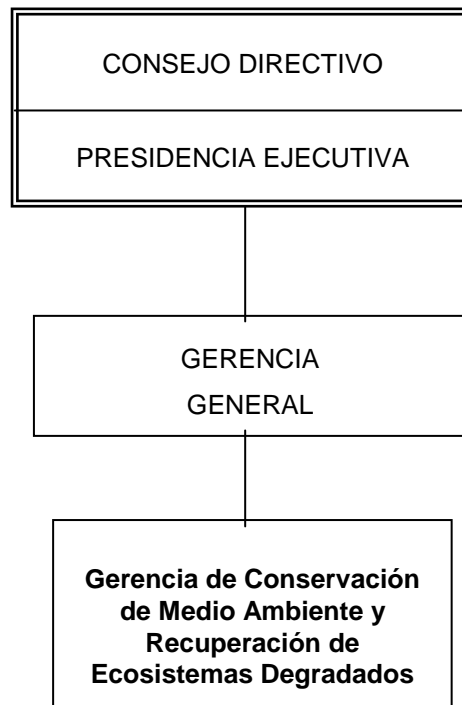 CONSEJO DIRECTIVO
PRESIDENCIA EJECUTIVA
GERENCIA
GENERAL
Gerencia de Conservación
de Medio Ambiente y
Recuperación de
Ecosistemas Degradados